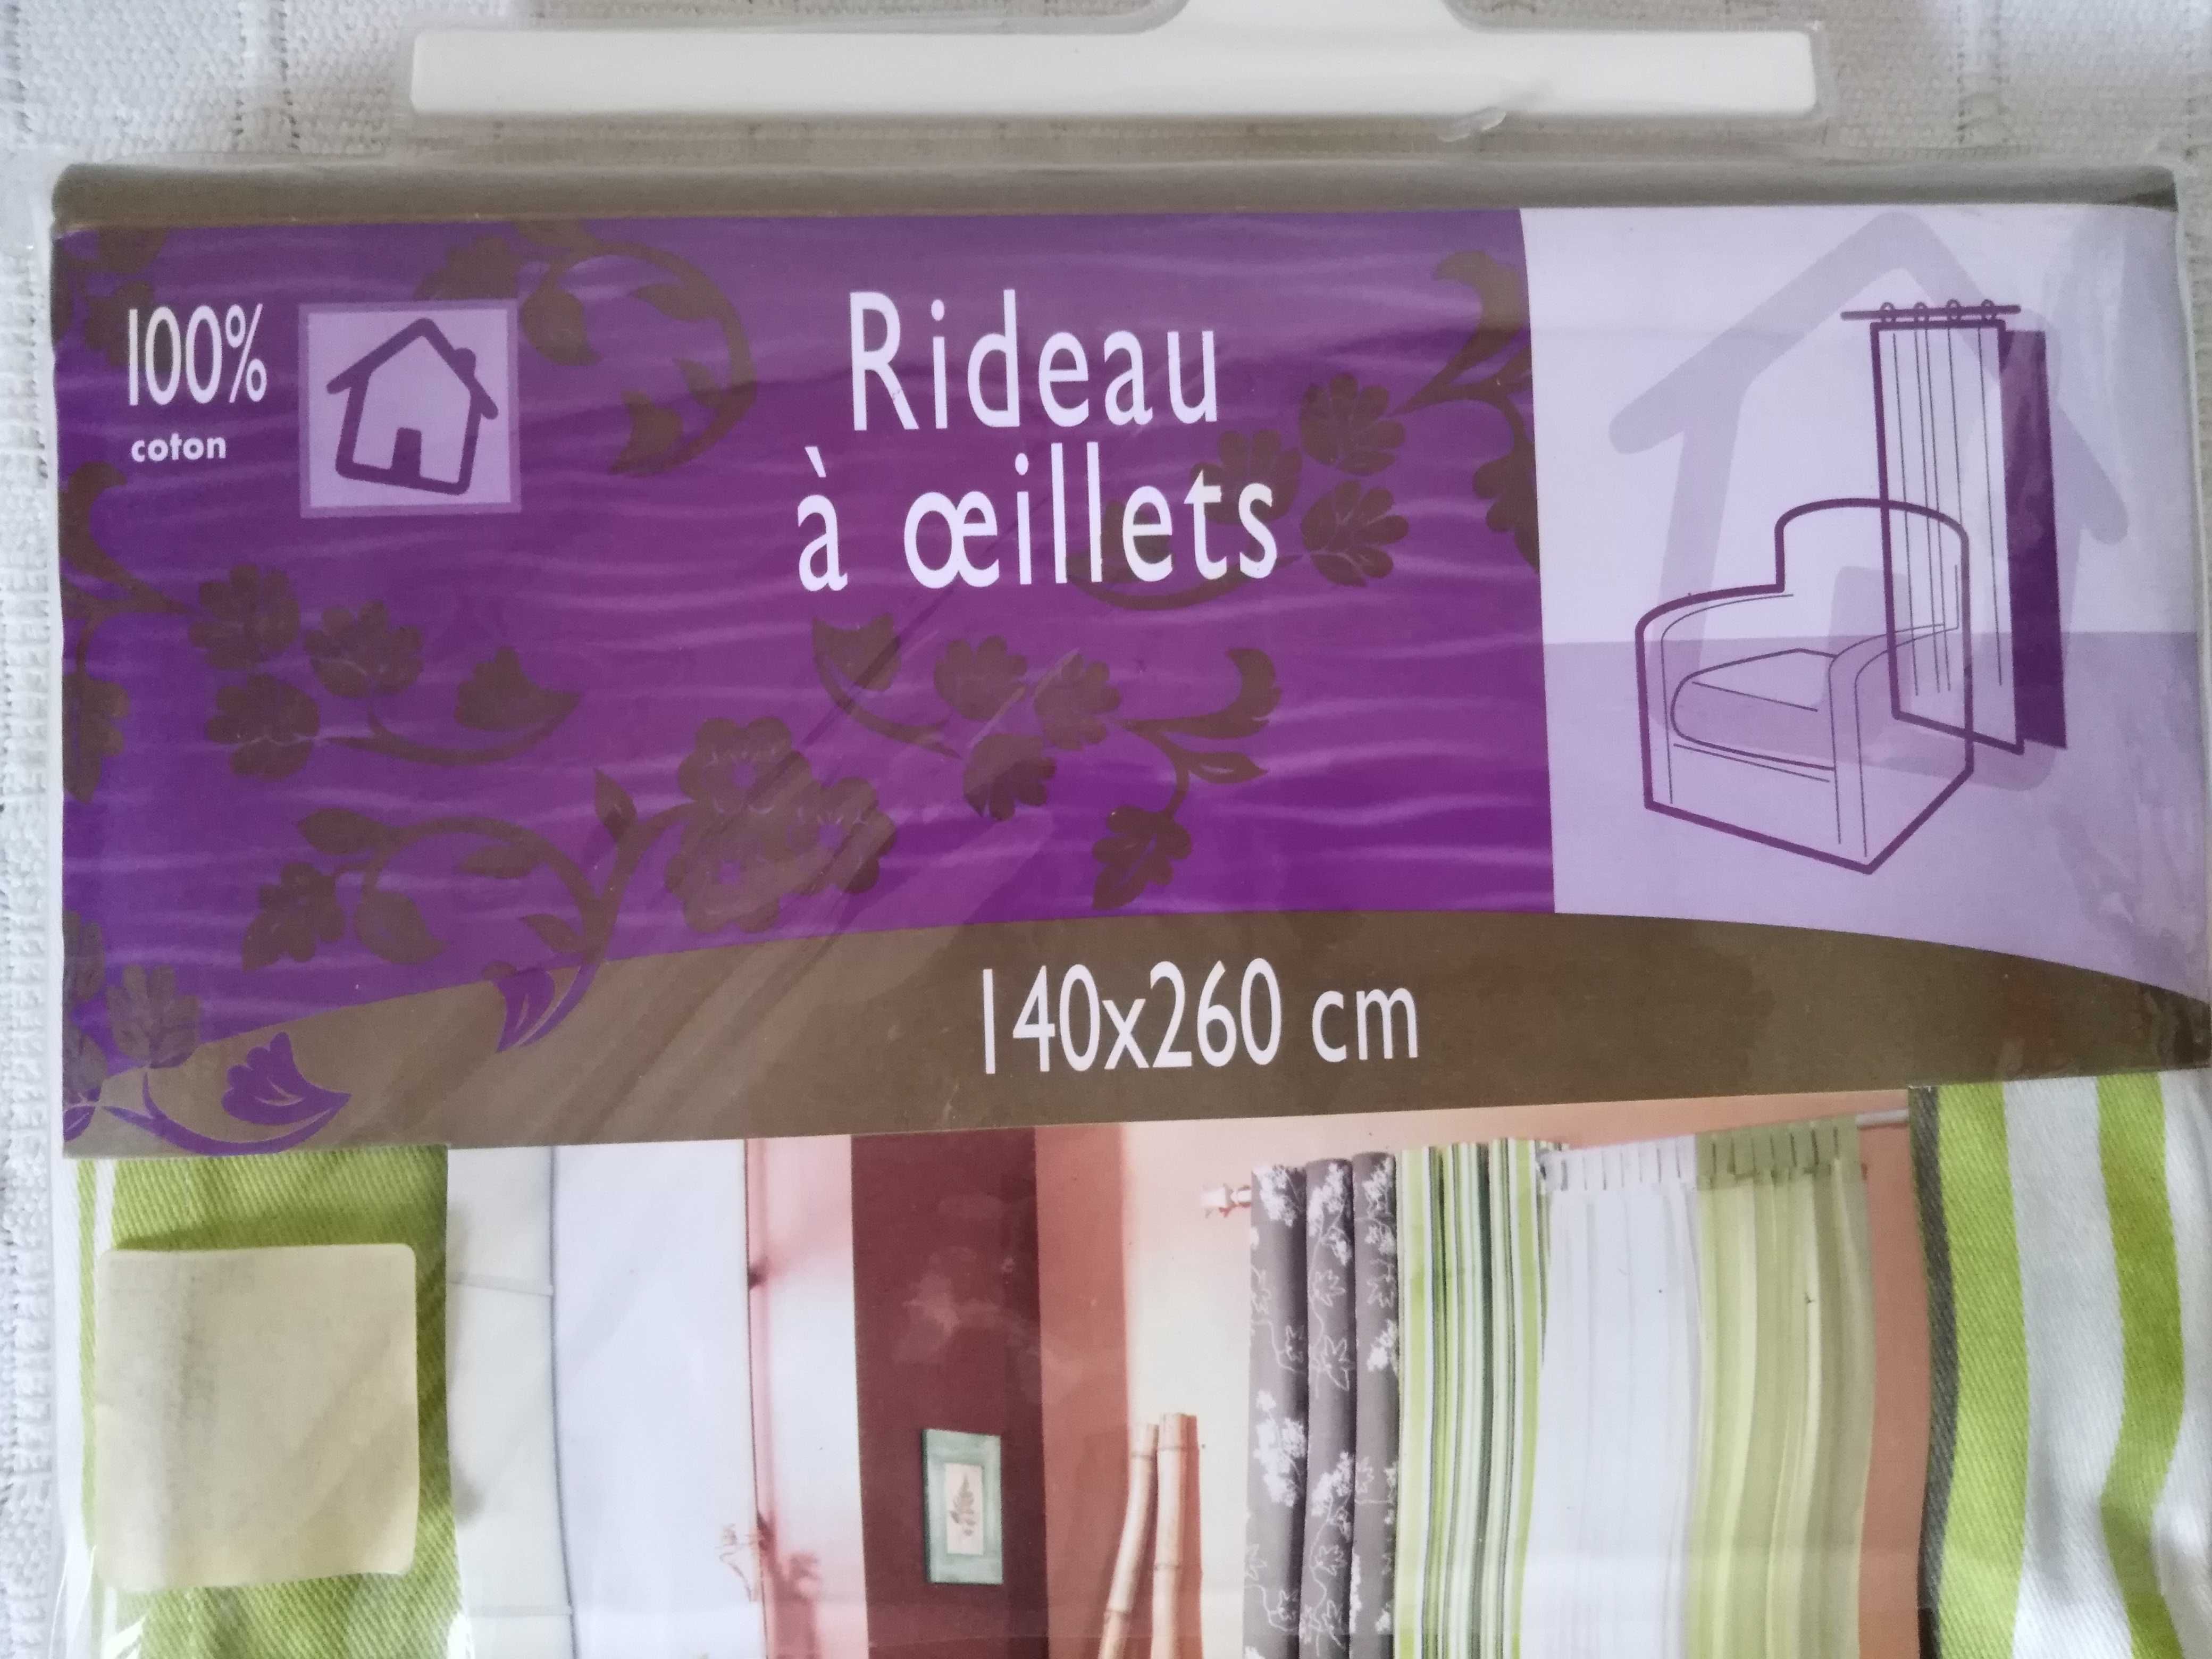 100%
coton
Rideau
à œillets
140x260 cm